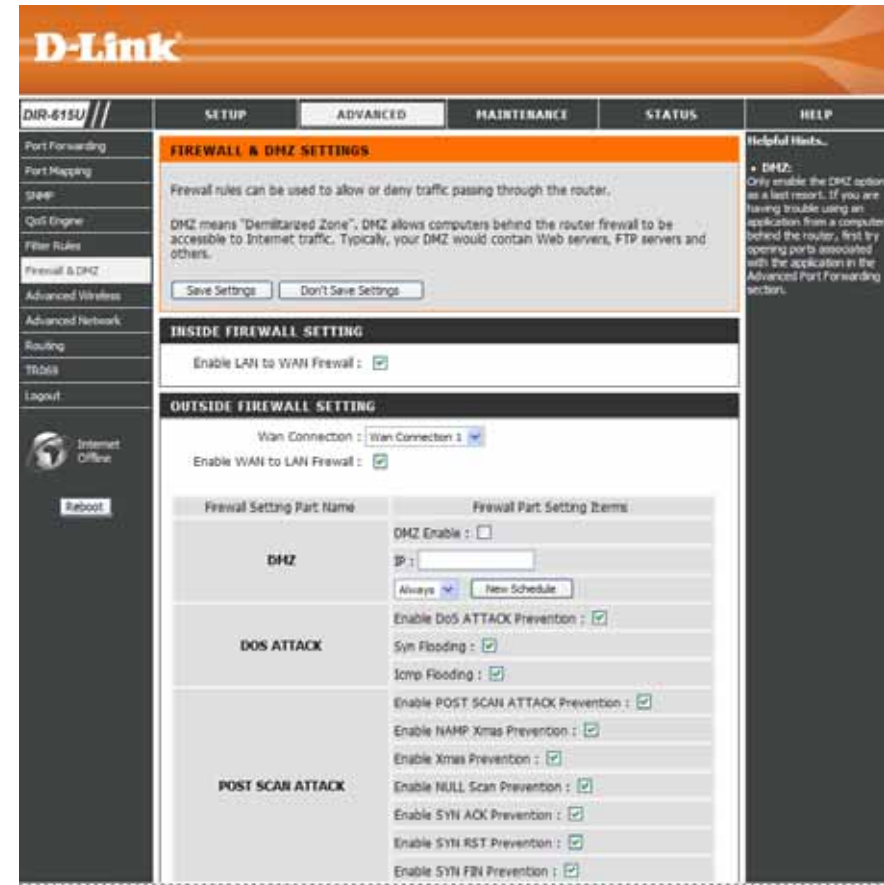 D-Link
DIR-615U
SETUP
ADVANCED
MAINTENANCE
STATUS
HELP
Port Forwarding
Port Mapping
SNMP
QoS Engine
Filter Rules
Firewall & DMZ
Advanced Wireless
Advanced Network
Routing
TR069
Logout
Internet
Offline
Reboot
FIREWALL & DMZ SETTINGS
Firewall rules can be used to allow or deny traffic passing through the router.
DMZ means "Demilitarized Zone". DMZ allows computers behind the router firewall to be
accessible to Internet traffic. Typically, your DMZ would contain Web servers, FTP servers and
others.
Save Settings
Don't Save Settings
INSIDE FIREWALL SETTING
Enable LAN to WAN Firewall :
OUTSIDE FIREWALL SETTING
Wan Connection : Wan Connection 1
Enable WAN to LAN Firewall :
Firewall Setting Part Name
Firewall Part Setting Iterms
DMZ
DMZ Enable :
IP :
Always
New Schedule
DOS ATTACK
Enable DoS ATTACK Prevention :
Syn Flooding :
Icmp Flooding :
POST SCAN ATTACK
Enable POST SCAN ATTACK Prevention :
Enable NAMP Xmas Prevention :
Enable Xmas Prevention :
Enable NULL Scan Prevention :
Enable SYN ACK Prevention :
Enable SYN RST Prevention :
Enable SYN FIN Prevention :
Helpful Hints..
• DMZ:
Only enable the DMZ option
as a last resort. If you are
having trouble using an
application from a computer
behind the router, first try
opening ports associated
with the application in the
Advanced Port Forwarding
section.